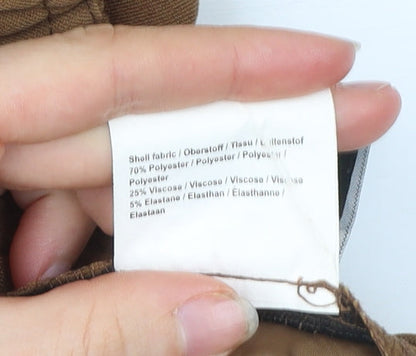 Shell fabric / Oberstoff / Tissu / Buitenstof
70% Polyester / Polyester / Polyester /
Polyester
25% Viscose / Viscose / Viscose / Viscose
5% Elastane / Elasthan / Élasthanne /
Elastaan